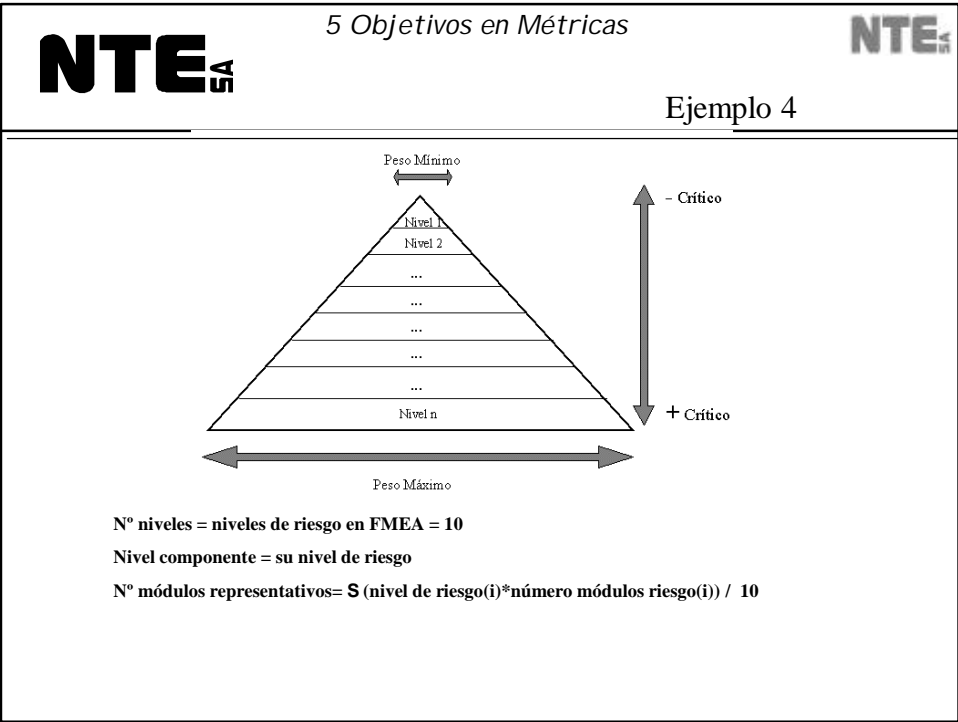 5 Objetivos en Métricas
NTE SA
NTE SA
Ejemplo 4
Peso Mínimo
Nivel 1
Nivel 2
...
...
...
...
...
Nivel n
Peso Máximo
- Crítico
+ Crítico
Nº niveles = niveles de riesgo en FMEA = 10
Nivel componente = su nivel de riesgo
Nº módulos representativos= S (nivel de riesgo(i)*número módulos riesgo(i)) / 10